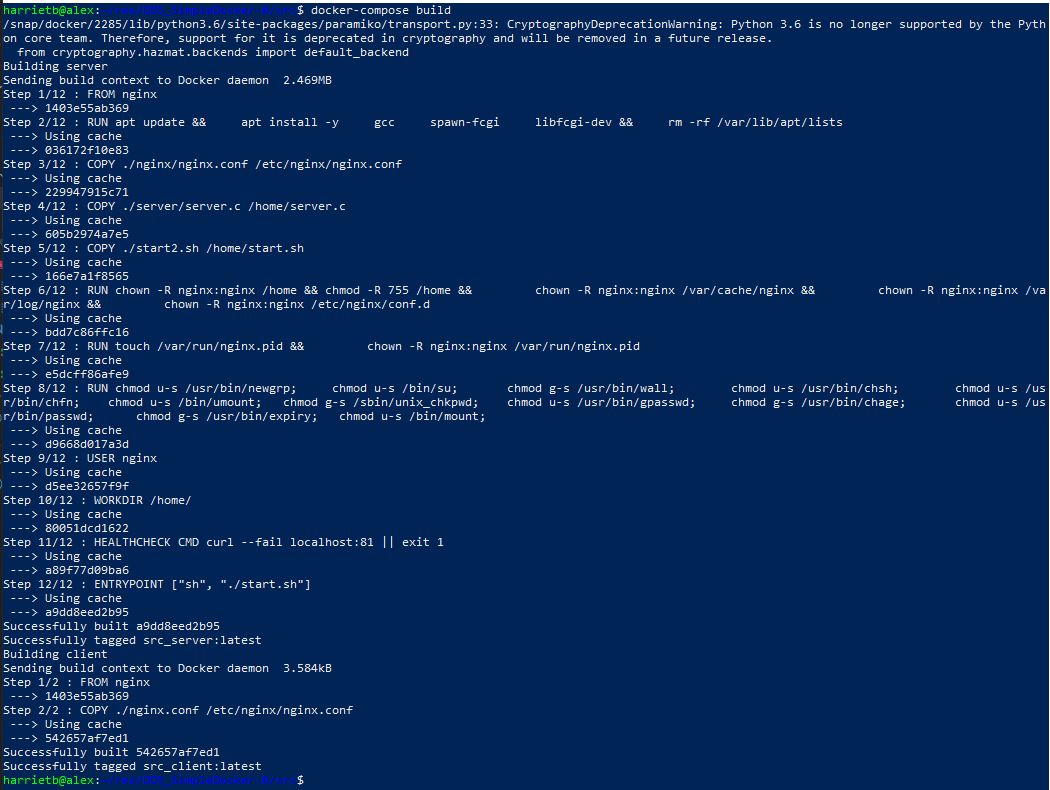 harrietb@alex: $ docker-compose build
/snap/docker/2285/lib/python3.6/site-packages/paramiko/transport.py:33: CryptographyDeprecationWarning: Python 3.6 is no longer supported by the Pyth
on core team. Therefore, support for it is deprecated in cryptography and will be removed in a future release.
  from cryptography.hazmat.backends import default_backend
Building server
Sending build context to Docker daemon  2.469MB
Step 1/12 : FROM nginx
 ---> 1403e55ab369
Step 2/12 : RUN apt update &&     apt install -y     gcc     spawn-fcgi     libfcgi-dev &&     rm -rf /var/lib/apt/lists
 ---> Using cache
 ---> 036172f10e83
Step 3/12 : COPY ./nginx/nginx.conf /etc/nginx/nginx.conf
 ---> Using cache
 ---> 229947915c71
Step 4/12 : COPY ./server/server.c /home/server.c
 ---> Using cache
 ---> 605b2974a7e5
Step 5/12 : COPY ./start2.sh /home/start.sh
 ---> Using cache
 ---> 166e7a1f8565
Step 6/12 : RUN chown -R nginx:nginx /home && chmod -R 755 /home &&         chown -R nginx:nginx /var/cache/nginx &&         chown -R nginx:nginx /va
r/log/nginx &&         chown -R nginx:nginx /etc/nginx/conf.d
 ---> Using cache
 ---> bdd7c86ffc16
Step 7/12 : RUN touch /var/run/nginx.pid &&         chown -R nginx:nginx /var/run/nginx.pid
 ---> Using cache
 ---> e5dcff86afe9
Step 8/12 : RUN chmod u-s /usr/bin/newgrp;     chmod u-s /bin/su;       chmod g-s /usr/bin/wall;        chmod u-s /usr/bin/chsh;        chmod u-s /us
r/bin/chfn;     chmod u-s /bin/umount;   chmod g-s /sbin/unix_chkpwd;    chmod u-s /usr/bin/gpasswd;     chmod g-s /usr/bin/chage;       chmod u-s /us
r/bin/passwd;      chmod g-s /usr/bin/expiry;   chmod u-s /bin/mount;
 ---> Using cache
 ---> d9668d017a3d
Step 9/12 : USER nginx
 ---> Using cache
 ---> d5ee32657f9f
Step 10/12 : WORKDIR /home/
 ---> Using cache
 ---> 80051dcd1622
Step 11/12 : HEALTHCHECK CMD curl --fail localhost:81 || exit 1
 ---> Using cache
 ---> a89f77d09ba6
Step 12/12 : ENTRYPOINT ["sh", "./start.sh"]
 ---> Using cache
 ---> a9dd8eed2b95
Successfully built a9dd8eed2b95
Successfully tagged src_server:latest
Building client
Sending build context to Docker daemon  3.584kB
Step 1/2 : FROM nginx
 ---> 1403e55ab369
Step 2/2 : COPY ./nginx.conf /etc/nginx/nginx.conf
 ---> Using cache
 ---> 542657af7ed1
Successfully built 542657af7ed1
Successfully tagged src_client:latest
harrietb@alex: $